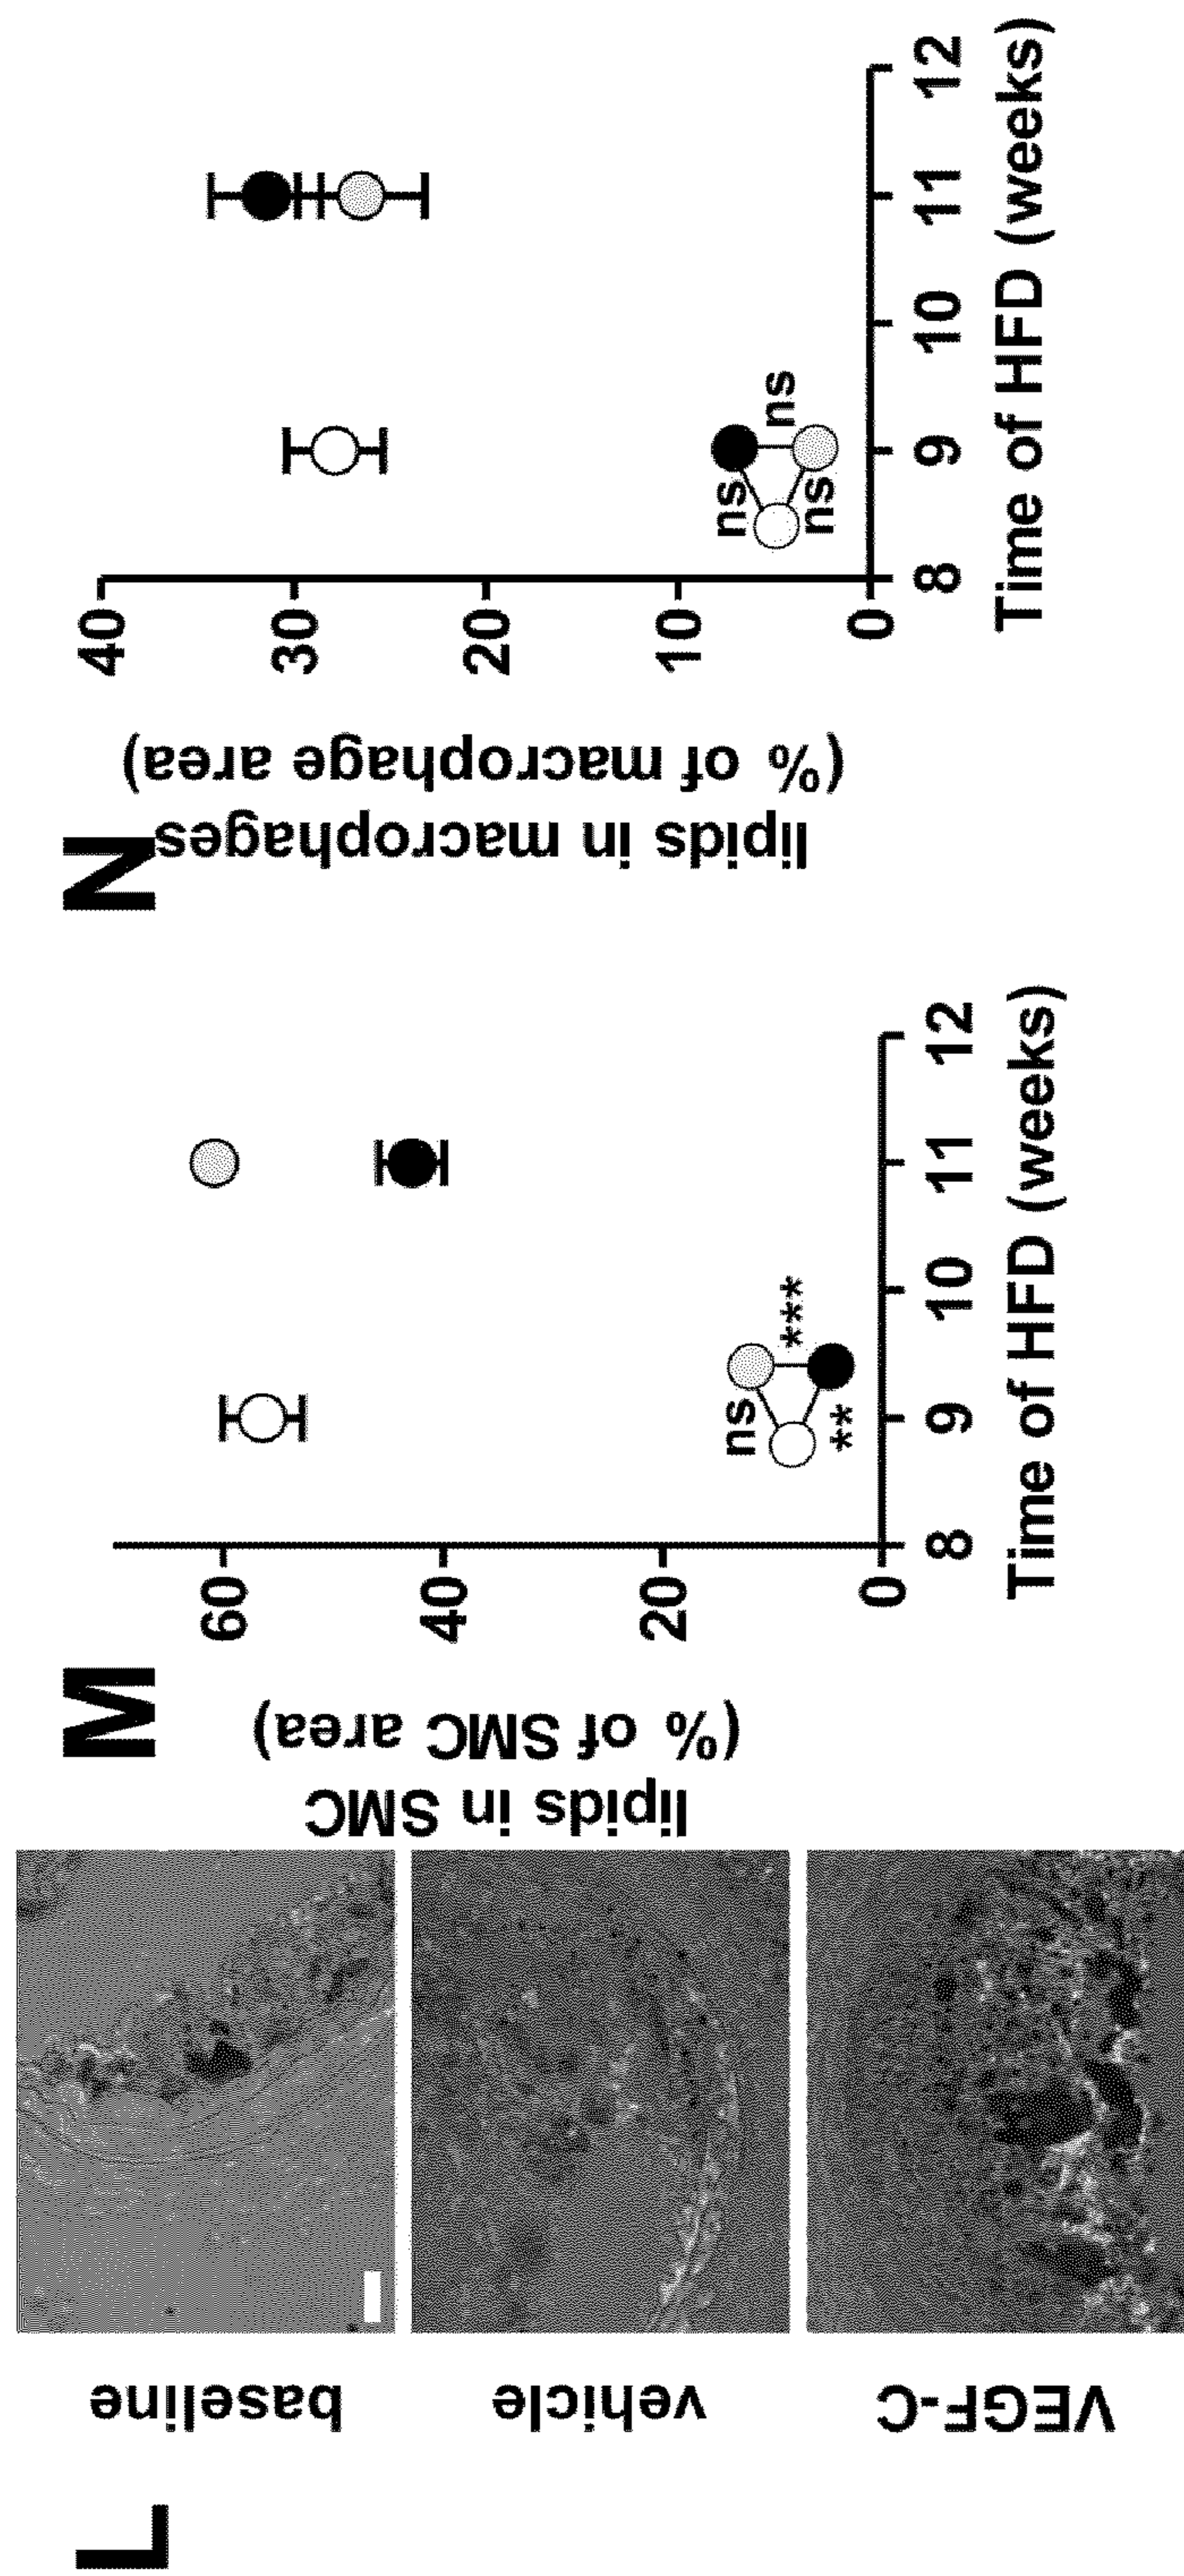 L
baseline
vehicle
VEGF-C
M
lipids in SMC
(% of SMC area)
60
40
20
0
ns
***
**
8 9 10 11 12
Time of HFD (weeks)
N
lipids in macrophages
(% of macrophage area)
40
30
20
10
0
ns
ns
ns
8 9 10 11 12
Time of HFD (weeks)